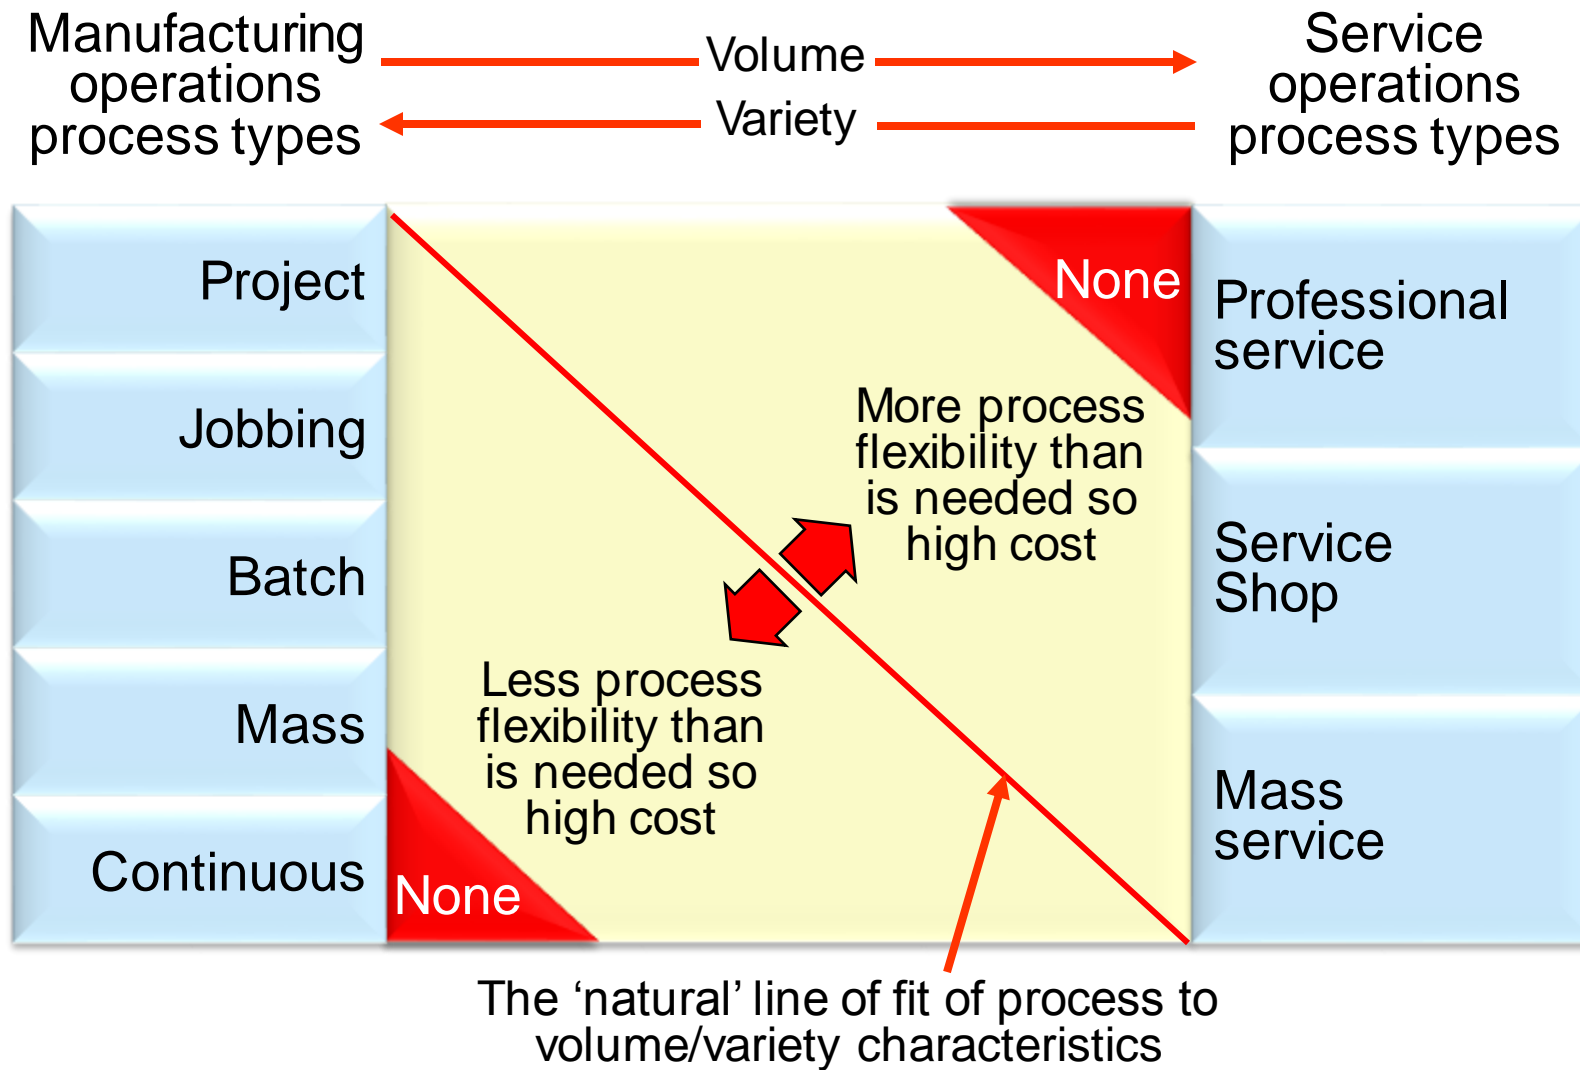 Manufacturing
operations
process types
Volume
Variety
Service
operations
process types
Project
Jobbing
Batch
Mass
Continuous
None
More process
flexibility than
is needed so
high cost
Less process
flexibility than
is needed so
high cost
None
Professional
service
Service
Shop
Mass
service
The ‘natural’ line of fit of process to
volume/variety characteristics